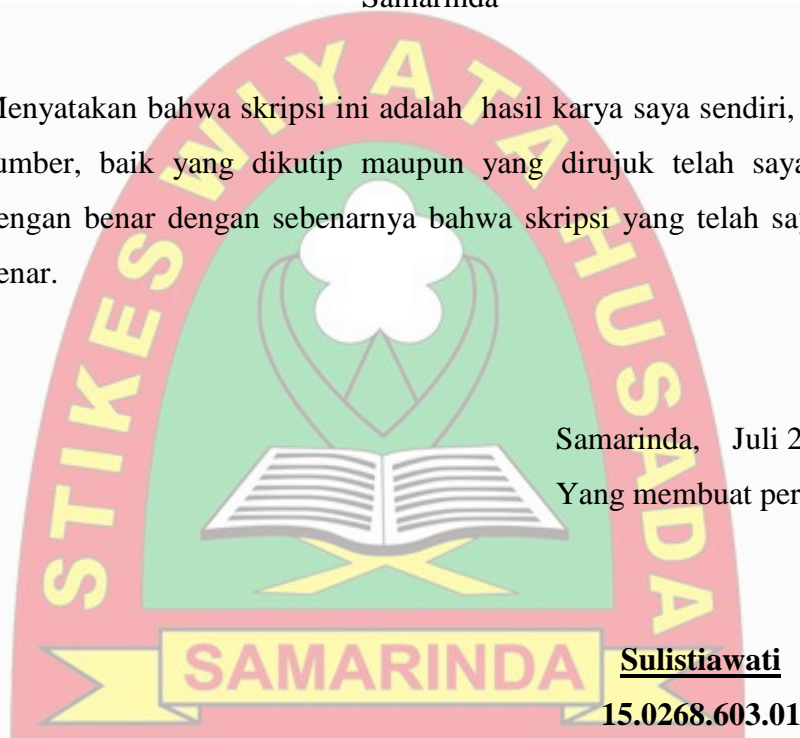 Samarinda
STIKES WIYATA HUSADA
enyatakan bahwa skripsi ini adalah hasil karya saya sendiri,
umber, baik yang dikutip maupun yang dirujuk telah saya
engan benar dengan sebenarnya bahwa skripsi yang telah say
enar.
Samarinda, Juli 2
Yang membuat per
Sulistiawati
15.0268.603.01
SAMARINDA